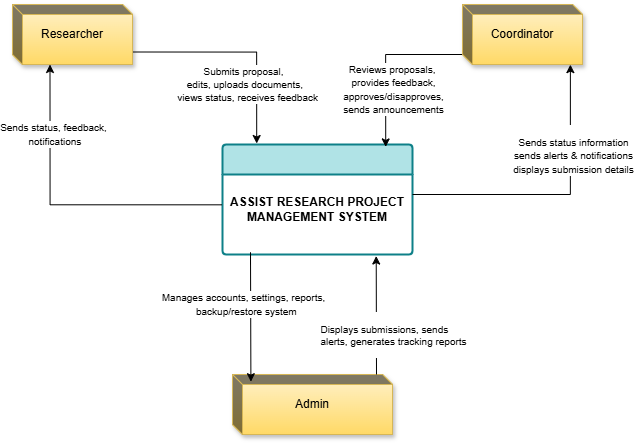 Researcher
Coordinator
Submits proposal,
edits, uploads documents,
views status, receives feedback
Reviews proposals,
provides feedback,
approves/disapproves,
sends announcements
Sends status, feedback,
notifications
Sends status information
sends alerts & notifications
displays submission details
ASSIST RESEARCH PROJECT
MANAGEMENT SYSTEM
Manages accounts, settings, reports,
backup/restore system
Displays submissions, sends
alerts, generates tracking reports
Admin